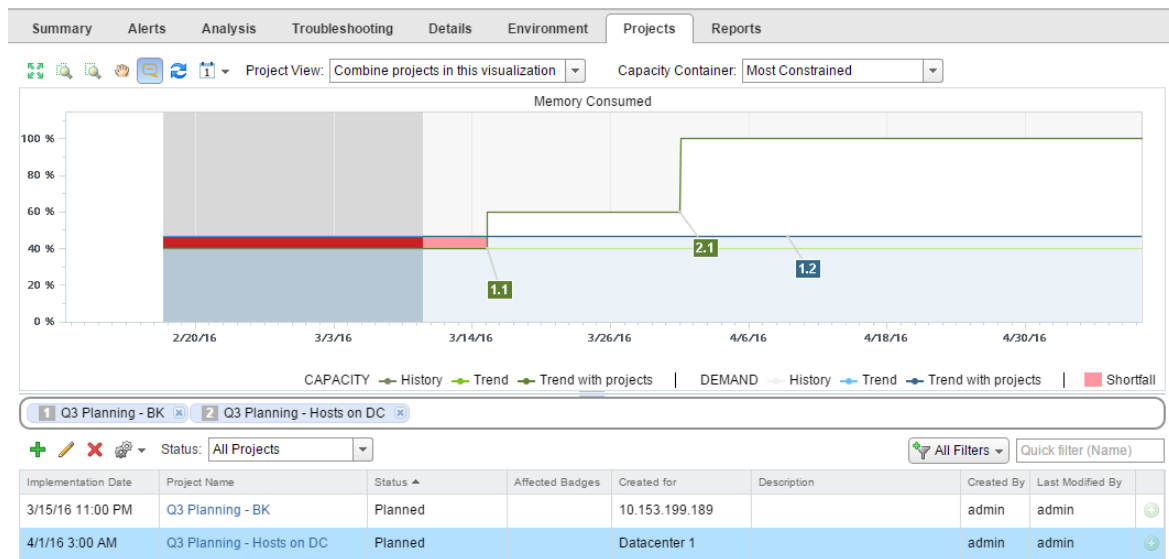 Summary Alerts Analysis Troubleshooting Details Environment Projects Reports
1 Project View: Combine projects in this visualization Capacity Container: Most Constrained
Memory Consumed
100 %
80 %
60 %
40 %
20 %
0 %
2.1
1.2
1.1
2/20/16 3/3/16 3/14/16 3/26/16 4/6/16 4/18/16 4/30/16
CAPACITY History Trend Trend with projects | DEMAND History Trend Trend with projects | Shortfall
1 Q3 Planning - BK 2 Q3 Planning - Hosts on DC
Status: All Projects All Filters Quick filter (Name)
Implementation Date Project Name Status Affected Badges Created for Description Created By Last Modified By
3/15/16 11:00 PM Q3 Planning - BK Planned 10.153.199.189 admin admin
4/1/16 3:00 AM Q3 Planning - Hosts on DC Planned Datacenter 1 admin admin